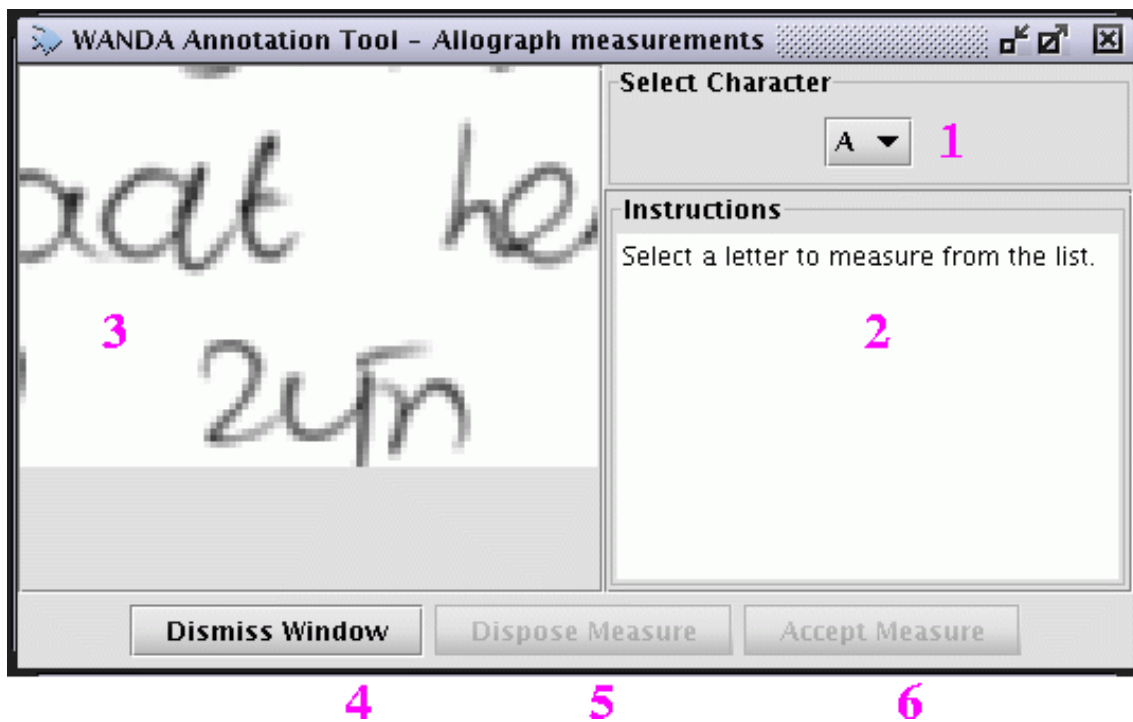 WANDA Annotation Tool – Allograph measurements
Select Character
A
1
Instructions
Select a letter to measure from the list.
2
aat he
3
Dismiss Window
Dispose Measure
Accept Measure
4
5
6